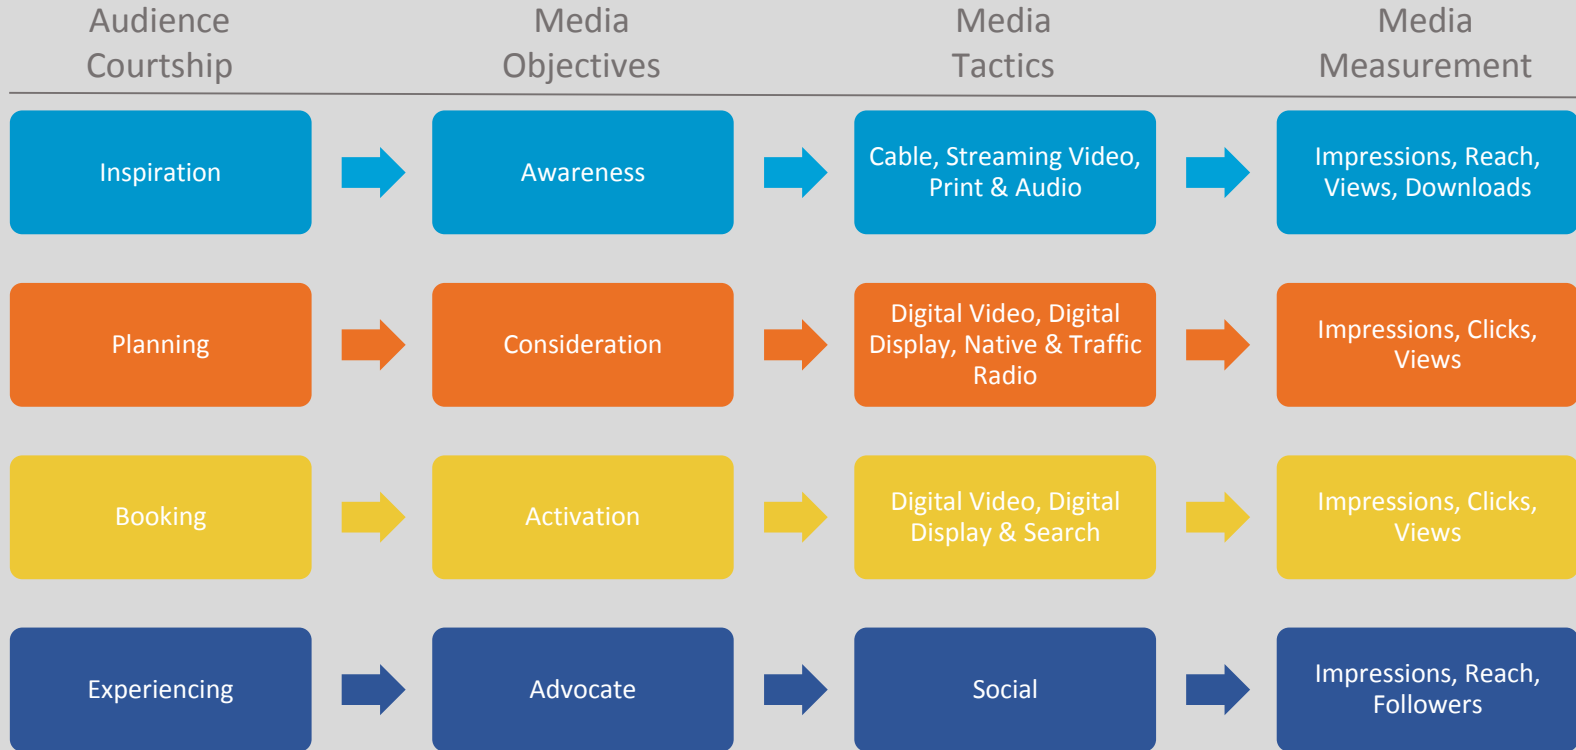 Audience
Courtship
Media
Objectives
Media
Tactics
Media
Measurement
Inspiration
Awareness
Cable, Streaming Video,
Print & Audio
Impressions, Reach,
Views, Downloads
Planning
Consideration
Digital Video, Digital
Display, Native & Traffic
Radio
Impressions, Clicks,
Views
Booking
Activation
Digital Video, Digital
Display & Search
Impressions, Clicks,
Views
Experiencing
Advocate
Social
Impressions, Reach,
Followers